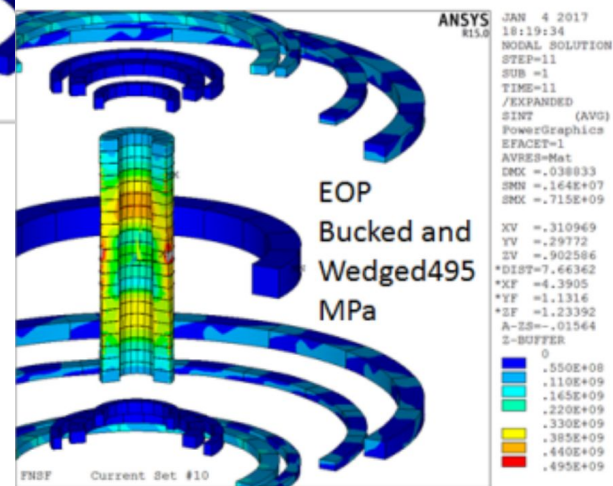 ANSYS
R15.0
JAN 4 2017
18:19:34
NODAL SOLUTION
STEP=11
SUB =1
TIME=11
/EXPANDED
SINT (AVG)
PowerGraphics
EFACET=1
AVRES=Mat
DMX =.038833
SMN =.164E+07
SMX =.715E+09
XV =.310969
YV =.29772
ZV =.902586
*DIST=7.66362
*XF =4.3905
*YF =1.1316
*ZF =1.23392
A-ZS=-.01564
Z-BUFFER
0
.550E+08
.110E+09
.165E+09
.220E+09
.330E+09
.385E+09
.440E+09
.495E+09
EOP
Bucked and
Wedged495
MPa
X
FNSF Current Set #10